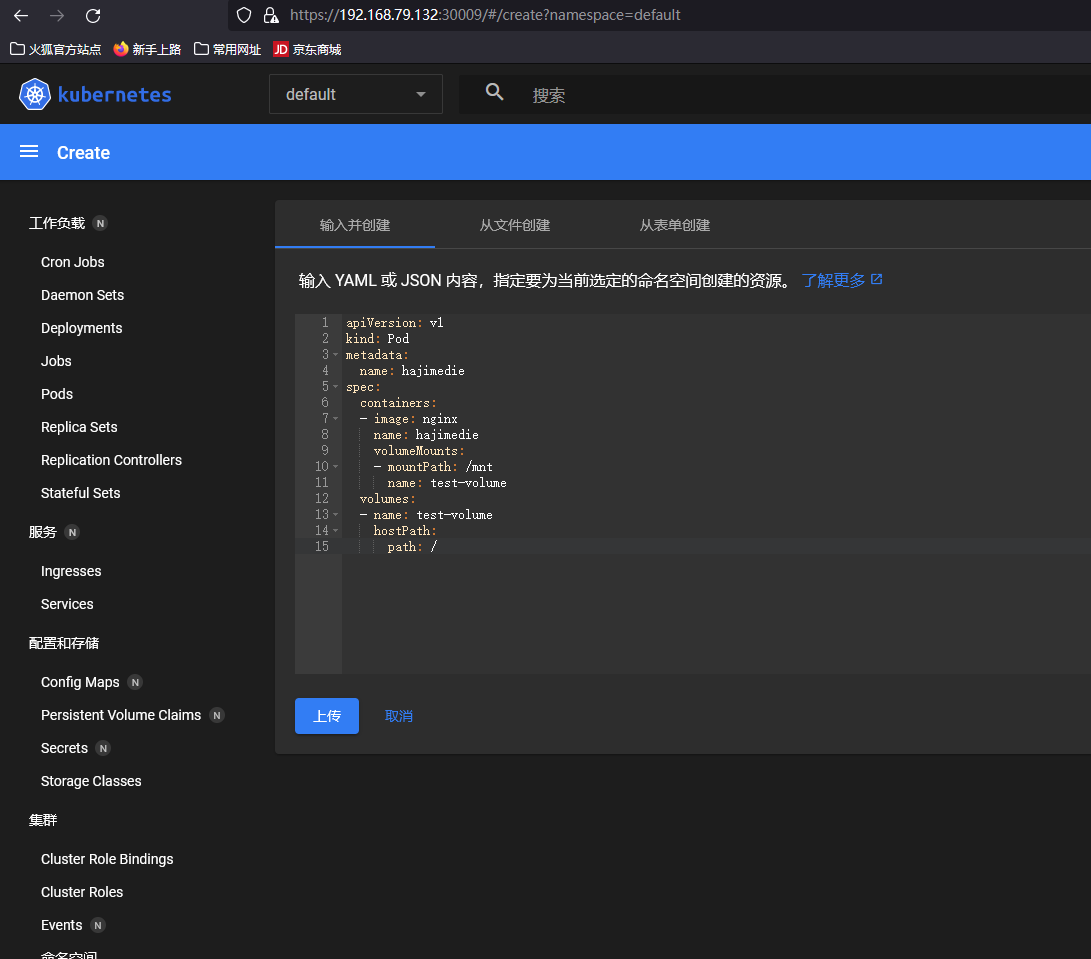 https://192.168.79.132:30009/#/create?namespace=default
火狐官方站点 新手上路 常用网址 JD 京东商城
kubernetes default 搜索
Create
工作负载 N
Cron Jobs
Daemon Sets
Deployments
Jobs
Pods
Replica Sets
Replication Controllers
Stateful Sets
服务 N
Ingresses
Services
配置和存储
Config Maps N
Persistent Volume Claims N
Secrets N
Storage Classes
集群
Cluster Role Bindings
Cluster Roles
Events N
命名空间
输入并创建 从文件创建 从表单创建
输入 YAML 或 JSON 内容，指定要为当前选定的命名空间创建的资源。 了解更多
1 apiVersion: v1
2 kind: Pod
3 metadata:
4 name: hajimedie
5 spec:
6 containers:
7 - image: nginx
8 name: hajimedie
9 volumeMounts:
10 - mountPath: /mnt
11 name: test-volume
12 volumes:
13 - name: test-volume
14 hostPath:
15 path: /
上传 取消